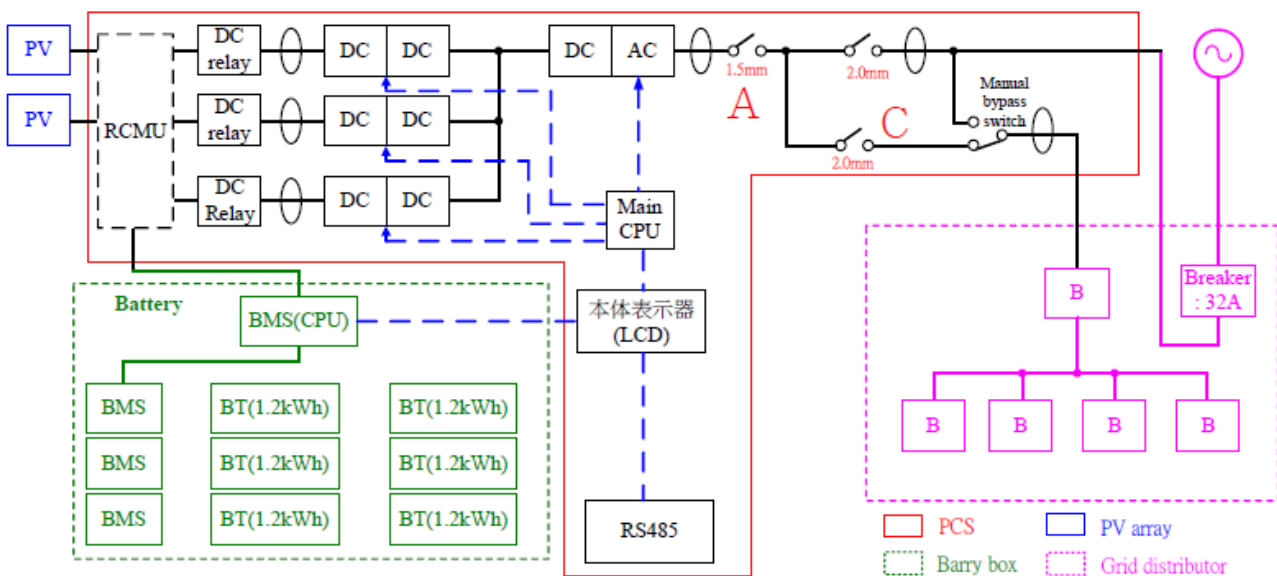 PV
DC
relay
DC
DC
DC
AC
1.5mm
A
2.0mm
Manual
bypass
switch
PV
RCMU
DC
relay
DC
DC
C
2.0mm
DC
Relay
DC
DC
Main
CPU
Battery
BMS(CPU)
本体表示器
(LCD)
B
Breaker
: 32A
BMS
BT(1.2kWh)
BT(1.2kWh)
B
B
B
B
BMS
BT(1.2kWh)
BT(1.2kWh)
BMS
BT(1.2kWh)
BT(1.2kWh)
RS485
PCS
PV array
Barry box
Grid distributor